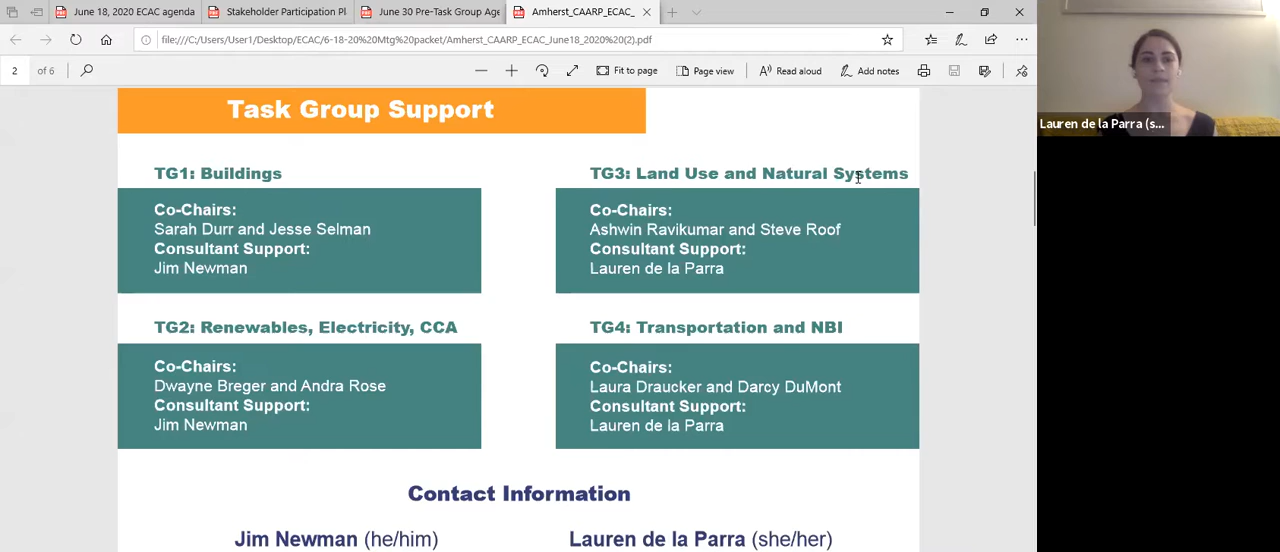 June 18, 2020 ECAC agenda
Stakeholder Participation Pl
June 30 Pre-Task Group Age
Amherst_CAARP_ECAC_
file:///C:/Users/User1/Desktop/ECAC/6-18-20%20Mtg%20packet/Amherst_CAARP_ECAC_June18_2020%20(2).pdf
2 of 6
Fit to page
Page view
Read aloud
Add notes
Lauren de la Parra (s...
Task Group Support
TG1: Buildings
Co-Chairs:
Sarah Durr and Jesse Selman
Consultant Support:
Jim Newman
TG3: Land Use and Natural Systems
Co-Chairs:
Ashwin Ravikumar and Steve Roof
Consultant Support:
Lauren de la Parra
TG2: Renewables, Electricity, CCA
Co-Chairs:
Dwayne Breger and Andra Rose
Consultant Support:
Jim Newman
TG4: Transportation and NBI
Co-Chairs:
Laura Draucker and Darcy DuMont
Consultant Support:
Lauren de la Parra
Contact Information
Jim Newman (he/him)
Lauren de la Parra (she/her)